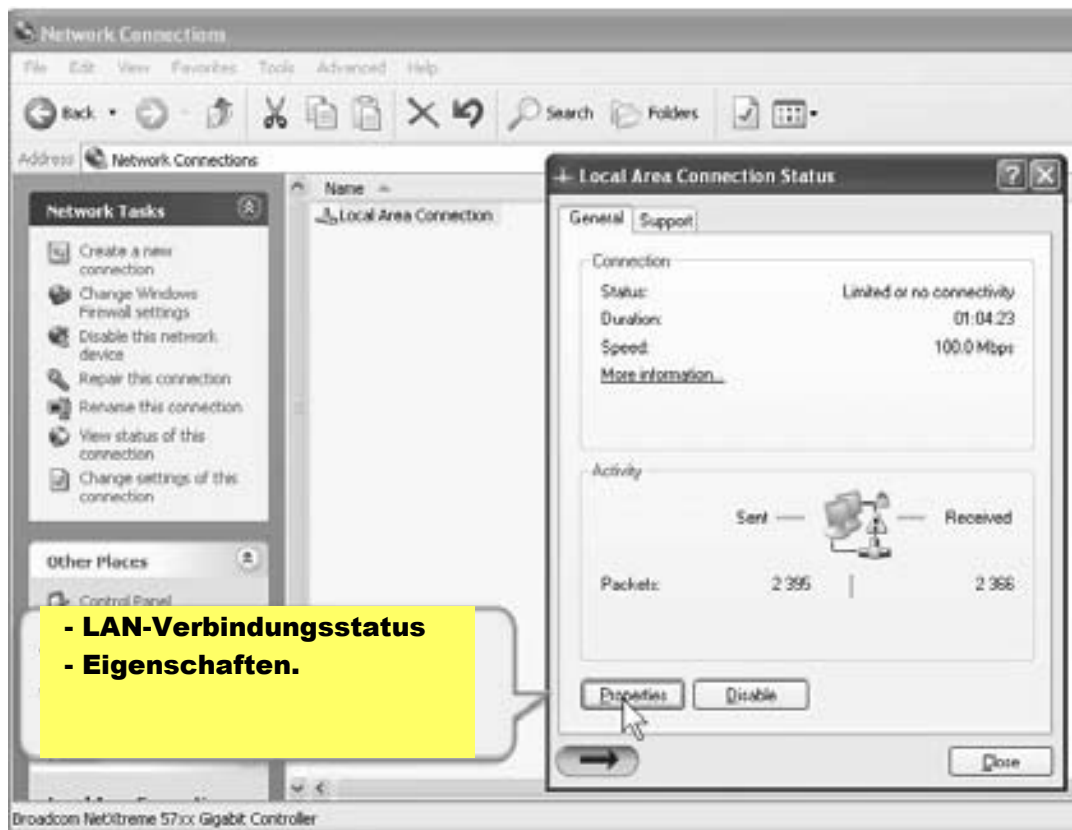 Network Connections
File Edit View Favorites Tools Advanced Help
Back Search Folders
Address Network Connections
Network Tasks
Create a new
connection
Change Windows
Firewall settings
Disable this network
device
Repair this connection
Rename this connection
View status of this
connection
Change settings of this
connection
Other Places
Control Panel
Name
Local Area Connection
Local Area Connection Status
General Support
Connection
Status: Limited or no connectivity
Duration: 01:04:23
Speed: 100.0 Mbps
More information...
Activity
Sent — — Received
Packets: 2 395 | 2 366
Properties Disable
Close
- LAN-Verbindungsstatus
- Eigenschaften.
Broadcom NetXtreme 57xx Gigabit Controller